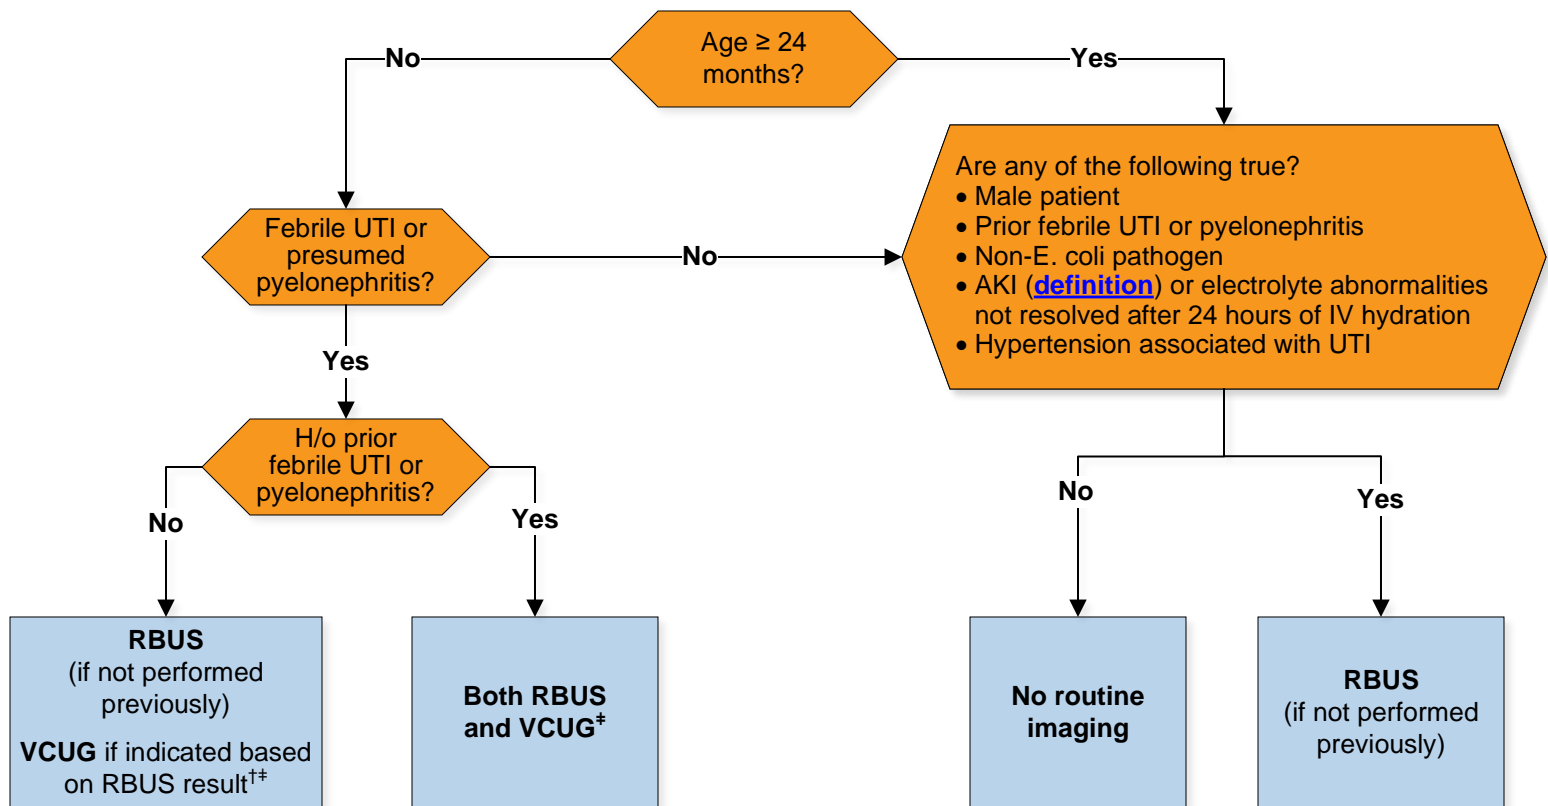 Age ≥ 24
months?
No
Yes
Are any of the following true?
• Male patient
• Prior febrile UTI or pyelonephritis
• Non-E. coli pathogen
• AKI (definition) or electrolyte abnormalities
not resolved after 24 hours of IV hydration
• Hypertension associated with UTI
Febrile UTI or
presumed
pyelonephritis?
No
Yes
H/o prior
febrile UTI or
pyelonephritis?
No
Yes
No
Yes
RBUS
(if not performed
previously)
VCUG if indicated based
on RBUS result†‡
Both RBUS
and VCUG‡
No routine
imaging
RBUS
(if not performed
previously)